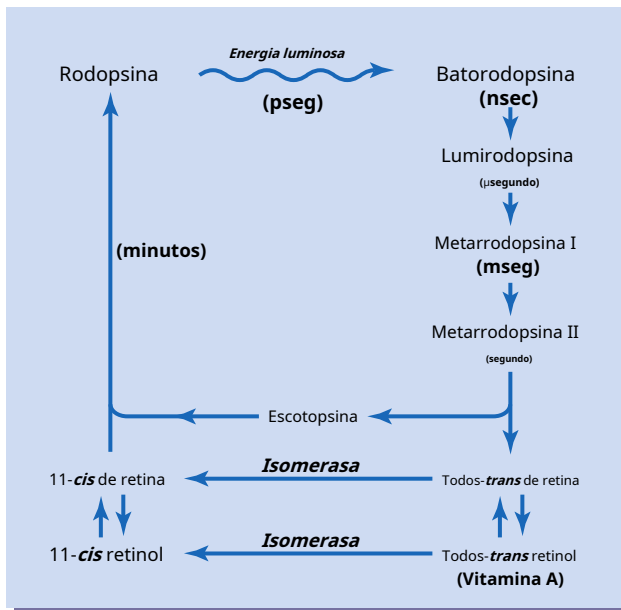 Energia luminosa
Rodopsina
Batorodopsina
(pseg)
(nsec)
Lumirodopsina
(µsegundo)
Metarrodopsina I
(minutos)
(mseg)
Metarrodopsina II
(segundo)
Escotopsina
Isomerasa
11-cis de retina
Todos-trans de retina
Isomerasa
11-cis retinol
Todos-trans retinol
(Vitamina A)